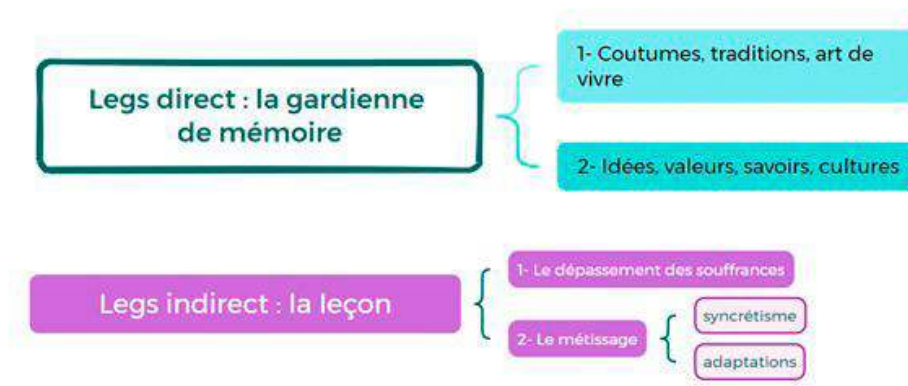 Legs direct : la gardienne
de mémoire
1- Coutumes, traditions, art de
vivre
2- Idées, valeurs, savoirs, cultures
Legs indirect : la leçon
1- Le dépassement des souffrances
2- Le métissage
syncrétisme
adaptations